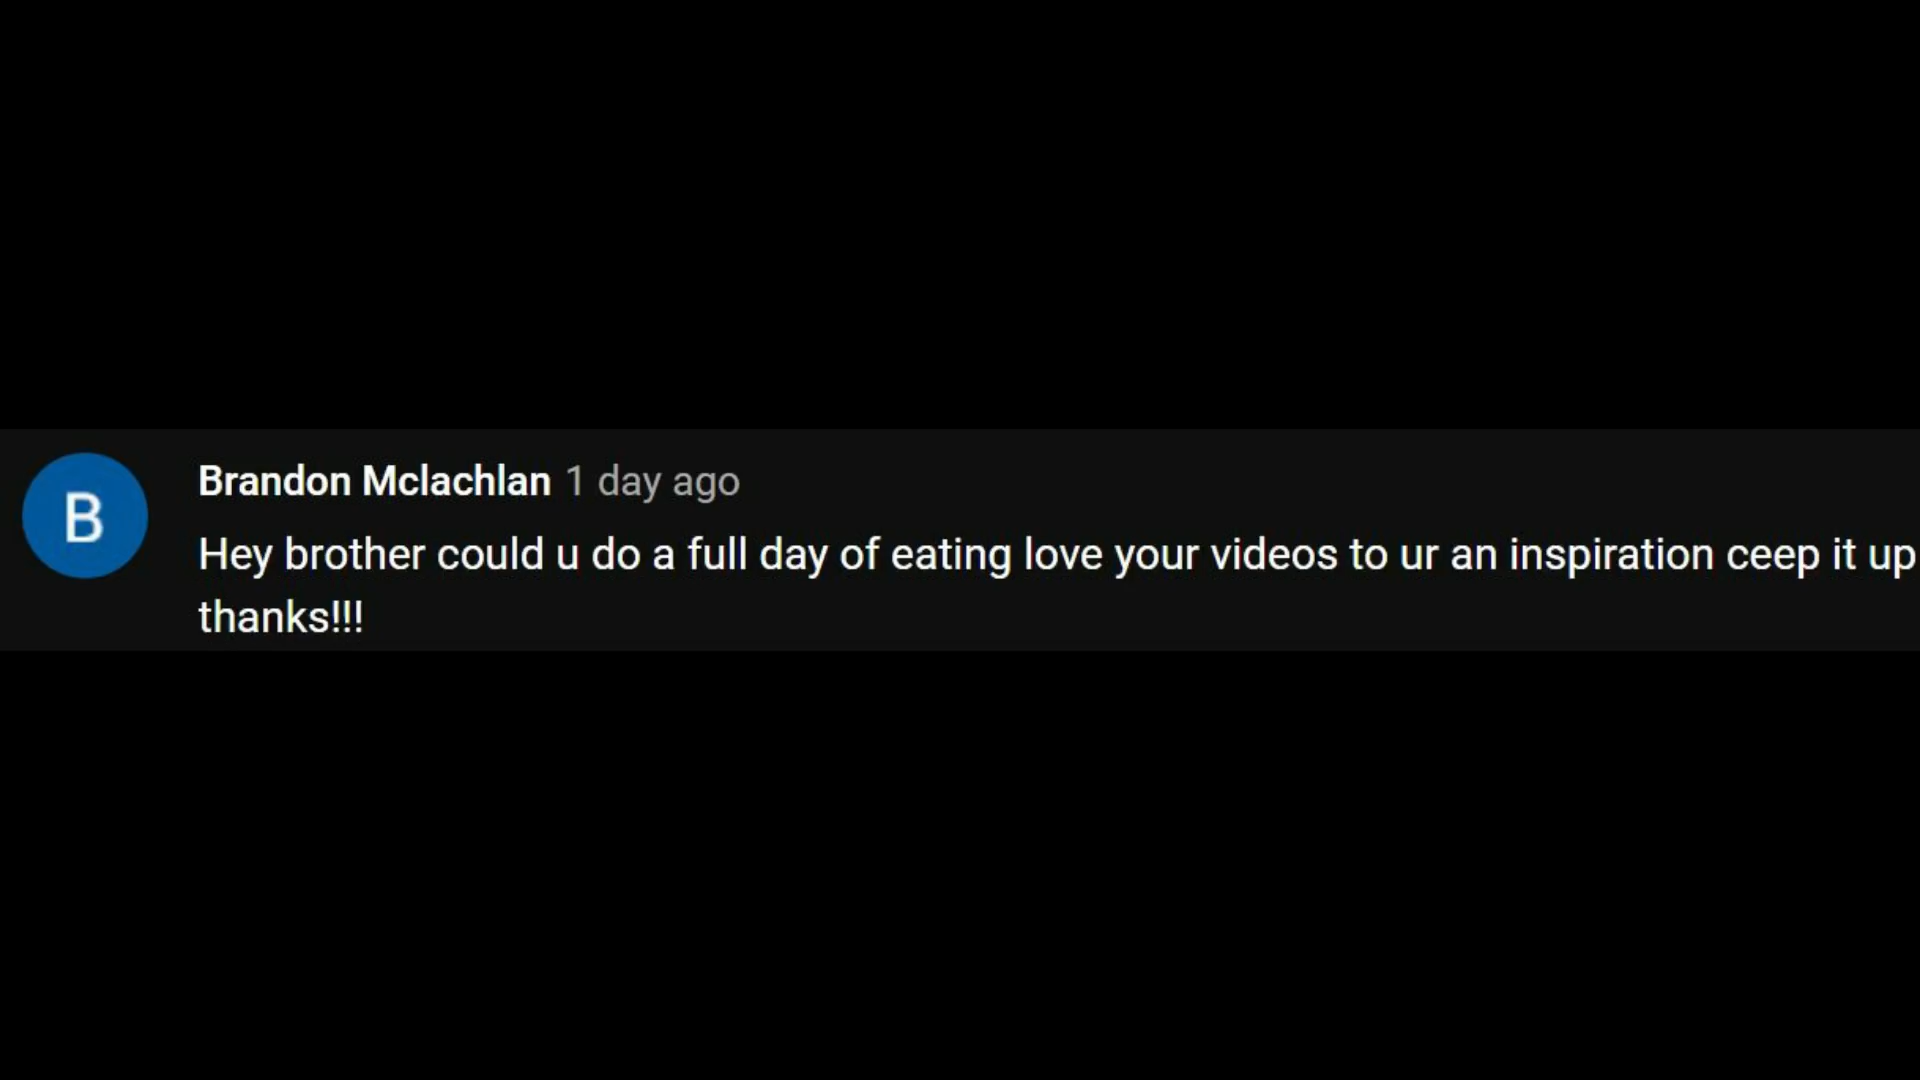 B
Brandon Mclachlan 1 day ago
Hey brother could u do a full day of eating love your videos to ur an inspiration ceep it up
thanks!!!